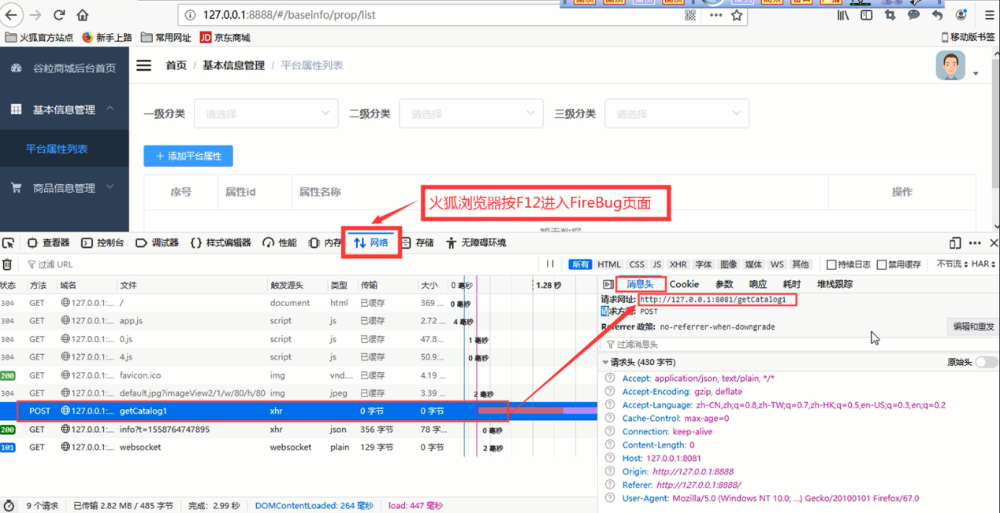 127.0.0.1:8888/#/baseinfo/prop/list
火狐官方站点 新手上路 常用网址 JD 京东商城 移动版书签
谷粒商城后台首页
基本信息管理
平台属性列表
商品信息管理
首页 / 基本信息管理 / 平台属性列表
一级分类 请选择 二级分类 请选择 三级分类 请选择
+ 添加平台属性
序号 属性id 属性名称 操作
火狐浏览器按F12进入FireBug页面
暂无数据
查看器 控制台 调试器 {} 样式编辑器 性能 内存 网络 存储 无障碍环境
过滤 URL 所有 HTML CSS JS XHR 字体 图像 媒体 WS 其他 持续日志 禁用缓存 不节流 HAR
状态 方法 域名 文件 触发源头 类型 传输 大小 0 毫秒 1.28 秒
304 GET 127.0.0.1:... / document html 已缓存 369 ... 0 毫秒
304 GET 127.0.0.1:... app.js script js 已缓存 2.72 ... 4 毫秒
304 GET 127.0.0.1:... 0.js script js 已缓存 47.8... 1 毫秒
304 GET 127.0.0.1:... 4.js script js 已缓存 50.9... 0 毫秒
200 GET 127.0.0.1:... favicon.ico img vnd.... 已缓存 4.19 ...
304 GET 127.0.0.1:... default.jpg?imageView2/1/w/80/h/80 img jpeg 已缓存 3.39 ... 2 毫秒
POST 127.0.0.1:... getCatalog1 xhr 0 字节 0 字节
200 GET 127.0.0.1:... info?t=1558764747895 xhr json 356 字节 78 字... 0 毫秒
101 GET 127.0.0.1:... websocket websocket plain 129 字节 0 字节 2 毫秒
9 个请求 已传输 2.82 MB / 485 字节 完成: 2.99 秒 DOMContentLoaded: 264 毫秒 load: 447 毫秒
消息头 Cookie 参数 响应 耗时 堆栈跟踪
请求网址: http://127.0.0.1:8081/getCatalog1
请求方法: POST
Referrer 政策: no-referrer-when-downgrade 编辑和重发
过滤消息头
请求头 (430 字节) 原始头
Accept: application/json, text/plain, */*
Accept-Encoding: gzip, deflate
Accept-Language: zh-CN,zh;q=0.8,zh-TW;q=0.7,zh-HK;q=0.5,en-US;q=0.3,en;q=0.2
Cache-Control: max-age=0
Connection: keep-alive
Content-Length: 0
Host: 127.0.0.1:8081
Origin: http://127.0.0.1:8888
Referer: http://127.0.0.1:8888/
User-Agent: Mozilla/5.0 (Windows NT 10.0; ...) Gecko/20100101 Firefox/67.0